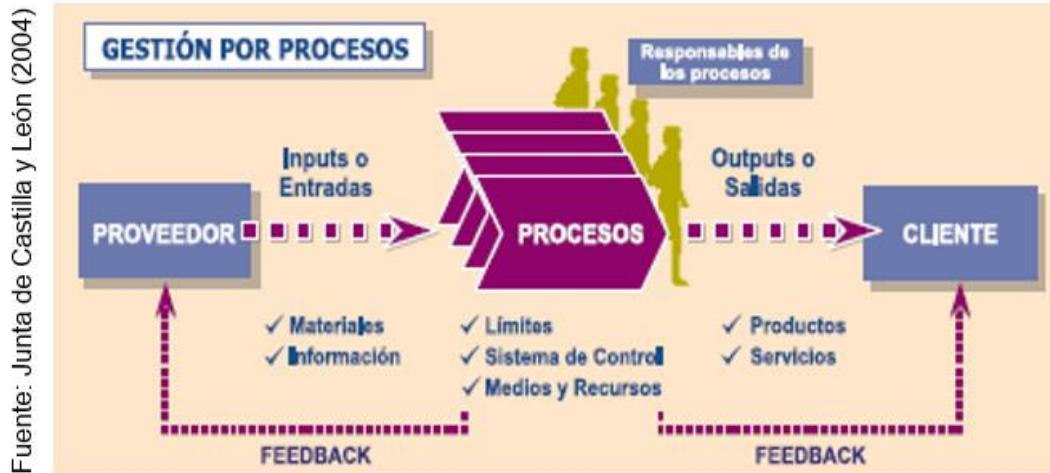 Fuente: Junta de Castilla y León (2004)
GESTIÓN POR PROCESOS
Responsables de
los procesos
Inputs o
Entradas
Outputs o
Salidas
PROVEEDOR
PROCESOS
CLIENTE
✓ Materiales
✓ Información
✓ Límites
✓ Sistema de Control
✓ Medios y Recursos
✓ Productos
✓ Servicios
FEEDBACK
FEEDBACK